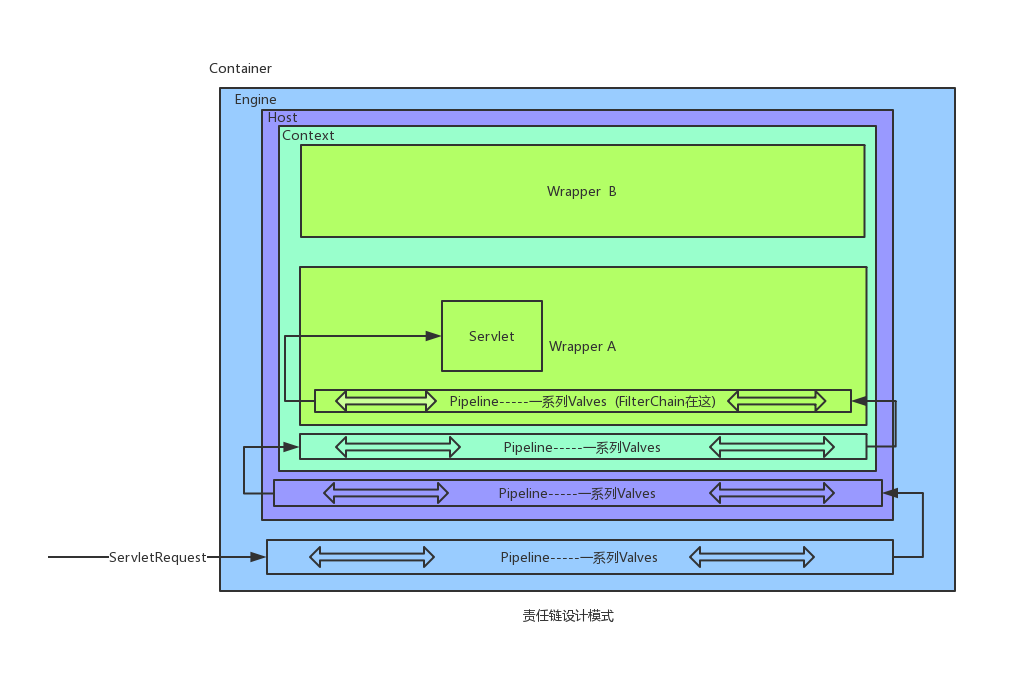 Container
Engine
Host
Context
Wrapper  B
Servlet
Wrapper A
Pipeline-----一系列Valves  (FilterChain在这)
Pipeline-----一系列Valves
Pipeline-----一系列Valves
ServletRequest
Pipeline-----一系列Valves
责任链设计模式